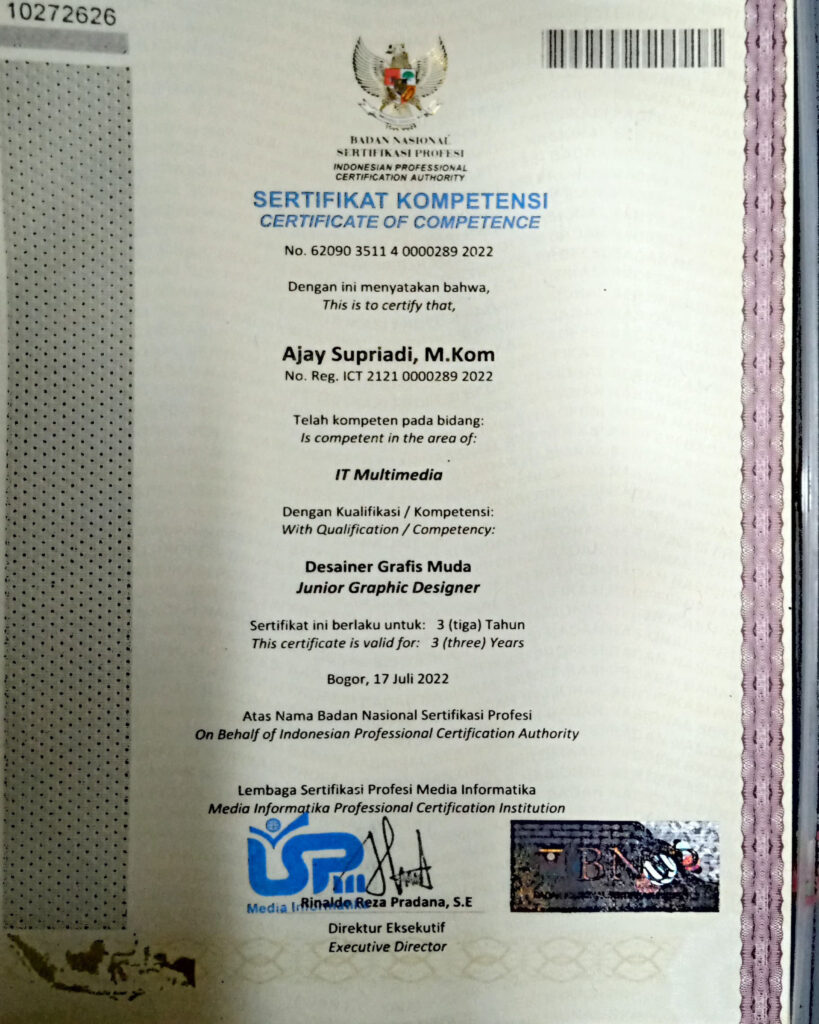 10272626
BADAN NASIONAL
SERTIFIKASI PROFESI
INDONESIAN PROFESSIONAL
CERTIFICATION AUTHORITY
SERTIFIKAT KOMPETENSI
CERTIFICATE OF COMPETENCE
No. 62090 3511 4 0000289 2022
Dengan ini menyatakan bahwa,
This is to certify that,
Ajay Supriadi, M.Kom
No. Reg. ICT 2121 0000289 2022
Telah kompeten pada bidang:
Is competent in the area of:
IT Multimedia
Dengan Kualifikasi / Kompetensi:
With Qualification / Competency:
Desainer Grafis Muda
Junior Graphic Designer
Sertifikat ini berlaku untuk: 3 (tiga) Tahun
This certificate is valid for: 3 (three) Years
Bogor, 17 Juli 2022
Atas Nama Badan Nasional Sertifikasi Profesi
On Behalf of Indonesian Professional Certification Authority
Lembaga Sertifikasi Profesi Media Informatika
Media Informatika Professional Certification Institution
LSP
Media Informatika
Rinaldo Reza Pradana, S.E
Direktur Eksekutif
Executive Director